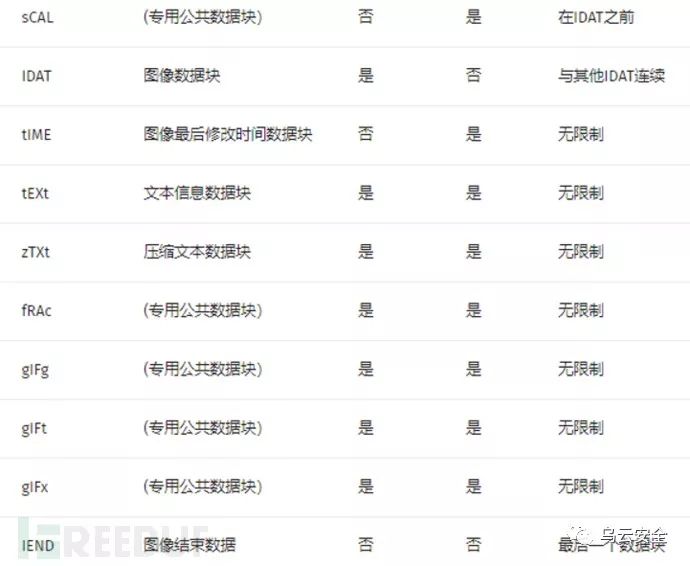 sCAL (专用公共数据块) 否 是 在IDAT之前
IDAT 图像数据块 是 否 与其他IDAT连续
tIME 图像最后修改时间数据块 否 是 无限制
tEXt 文本信息数据块 是 是 无限制
zTXt 压缩文本数据块 是 是 无限制
fRAc (专用公共数据块) 是 是 无限制
gIFg (专用公共数据块) 是 是 无限制
gIFt (专用公共数据块) 是 是 无限制
gIFx (专用公共数据块) 是 是 无限制
IEND 图像结束数据 否 否 最后一个数据块
FREEBUF
乌云安全